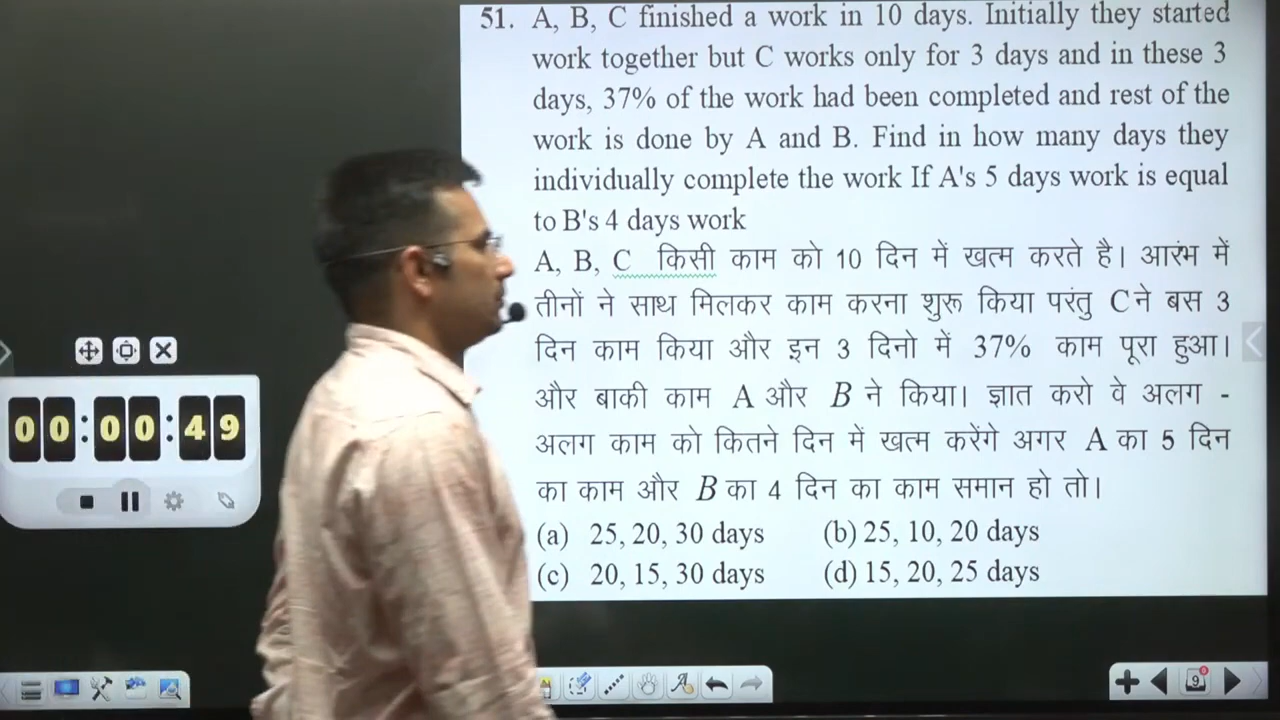 51. A, B, C finished a work in 10 days. Initially they started
work together but C works only for 3 days and in these 3
days, 37% of the work had been completed and rest of the
work is done by A and B. Find in how many days they
individually complete the work If A's 5 days work is equal
to B's 4 days work
A, B, C किसी काम को 10 दिन में खत्म करते है। आरंभ में
तीनों ने साथ मिलकर काम करना शुरू किया परंतु C ने बस 3
दिन काम किया और इन 3 दिनो में 37% काम पूरा हुआ।
और बाकी काम A और B ने किया। ज्ञात करो वे अलग -
अलग काम को कितने दिन में खत्म करेंगे अगर A का 5 दिन
का काम और B का 4 दिन का काम समान हो तो।
(a) 25, 20, 30 days (b) 25, 10, 20 days
(c) 20, 15, 30 days (d) 15, 20, 25 days
00:00:49
9